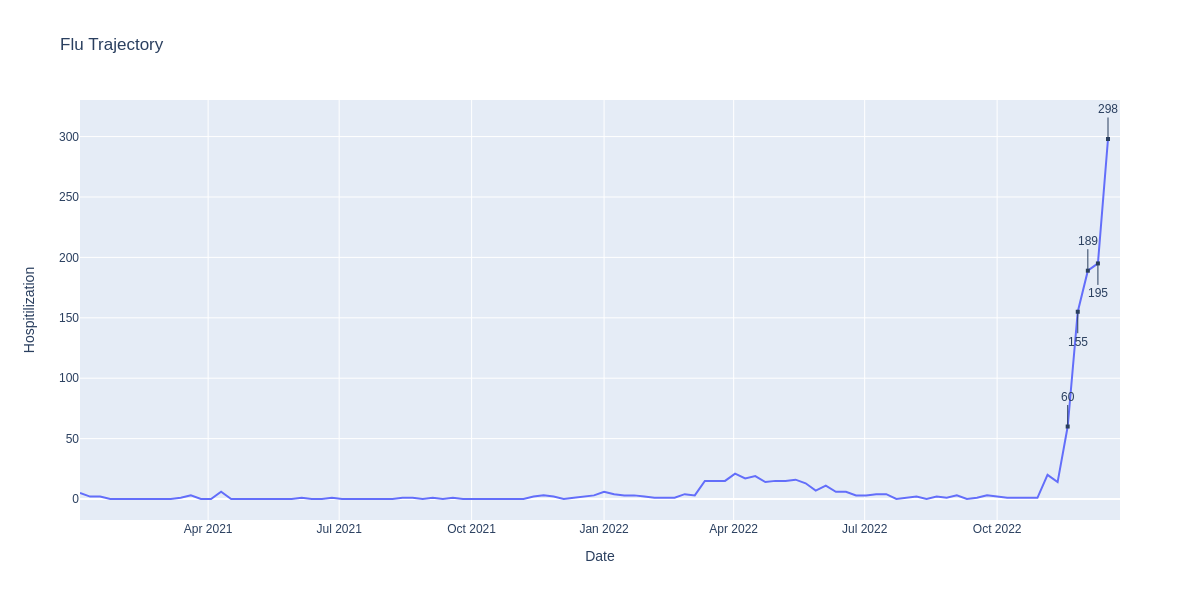 Flu Trajectory
298
300
250
189
200
195
150
155
100
60
50
0
Hospitilization
Apr 2021
Jul 2021
Oct 2021
Jan 2022
Apr 2022
Jul 2022
Oct 2022
Date